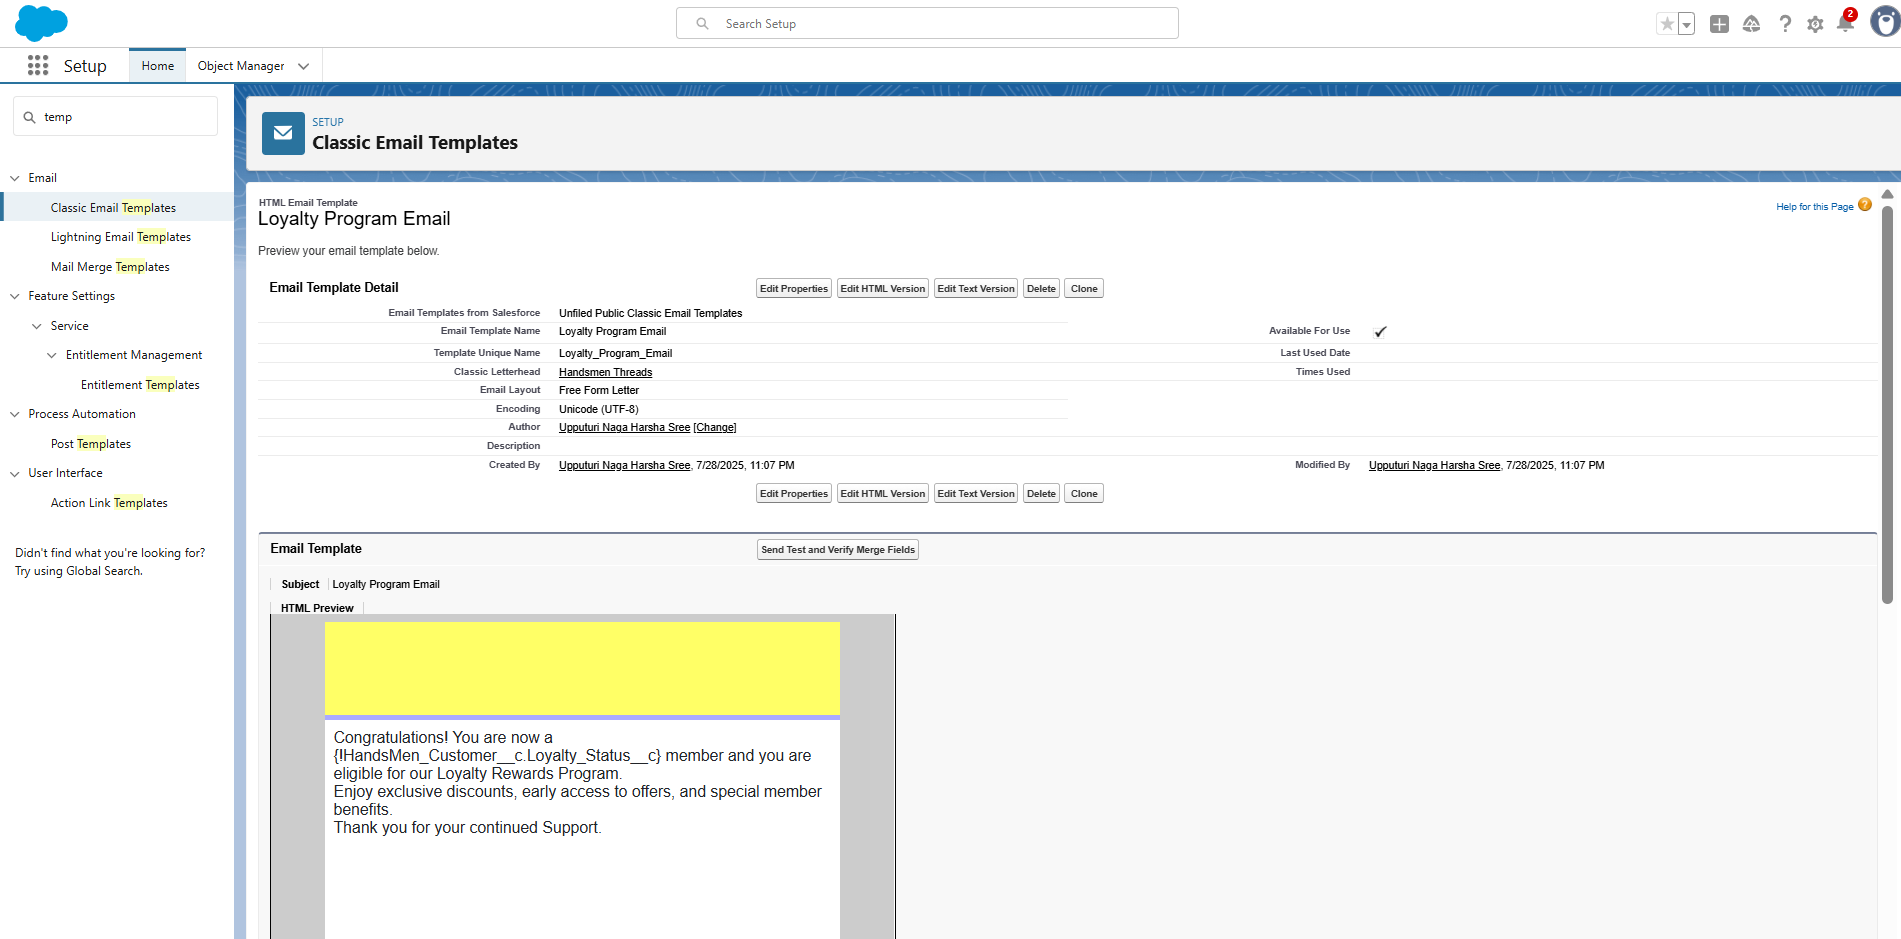 Search Setup
2
Setup
Home
Object Manager
temp
Email
Classic Email Templates
Lightning Email Templates
Mail Merge Templates
Feature Settings
Service
Entitlement Management
Entitlement Templates
Process Automation
Post Templates
User Interface
Action Link Templates
Didn't find what you're looking for?
Try using Global Search.
SETUP
Classic Email Templates
HTML Email Template
Loyalty Program Email
Help for this Page ?
Preview your email template below.
Email Template Detail
Edit Properties Edit HTML Version Edit Text Version Delete Clone
Email Templates from Salesforce Unfiled Public Classic Email Templates
Email Template Name Loyalty Program Email Available For Use ✓
Template Unique Name Loyalty_Program_Email Last Used Date
Classic Letterhead Handsmen Threads Times Used
Email Layout Free Form Letter
Encoding Unicode (UTF-8)
Author Upputuri Naga Harsha Sree [Change]
Description
Created By Upputuri Naga Harsha Sree, 7/28/2025, 11:07 PM Modified By Upputuri Naga Harsha Sree, 7/28/2025, 11:07 PM
Edit Properties Edit HTML Version Edit Text Version Delete Clone
Email Template
Send Test and Verify Merge Fields
Subject Loyalty Program Email
HTML Preview
Congratulations! You are now a
{!HandsMen_Customer__c.Loyalty_Status__c} member and you are
eligible for our Loyalty Rewards Program.
Enjoy exclusive discounts, early access to offers, and special member
benefits.
Thank you for your continued Support.